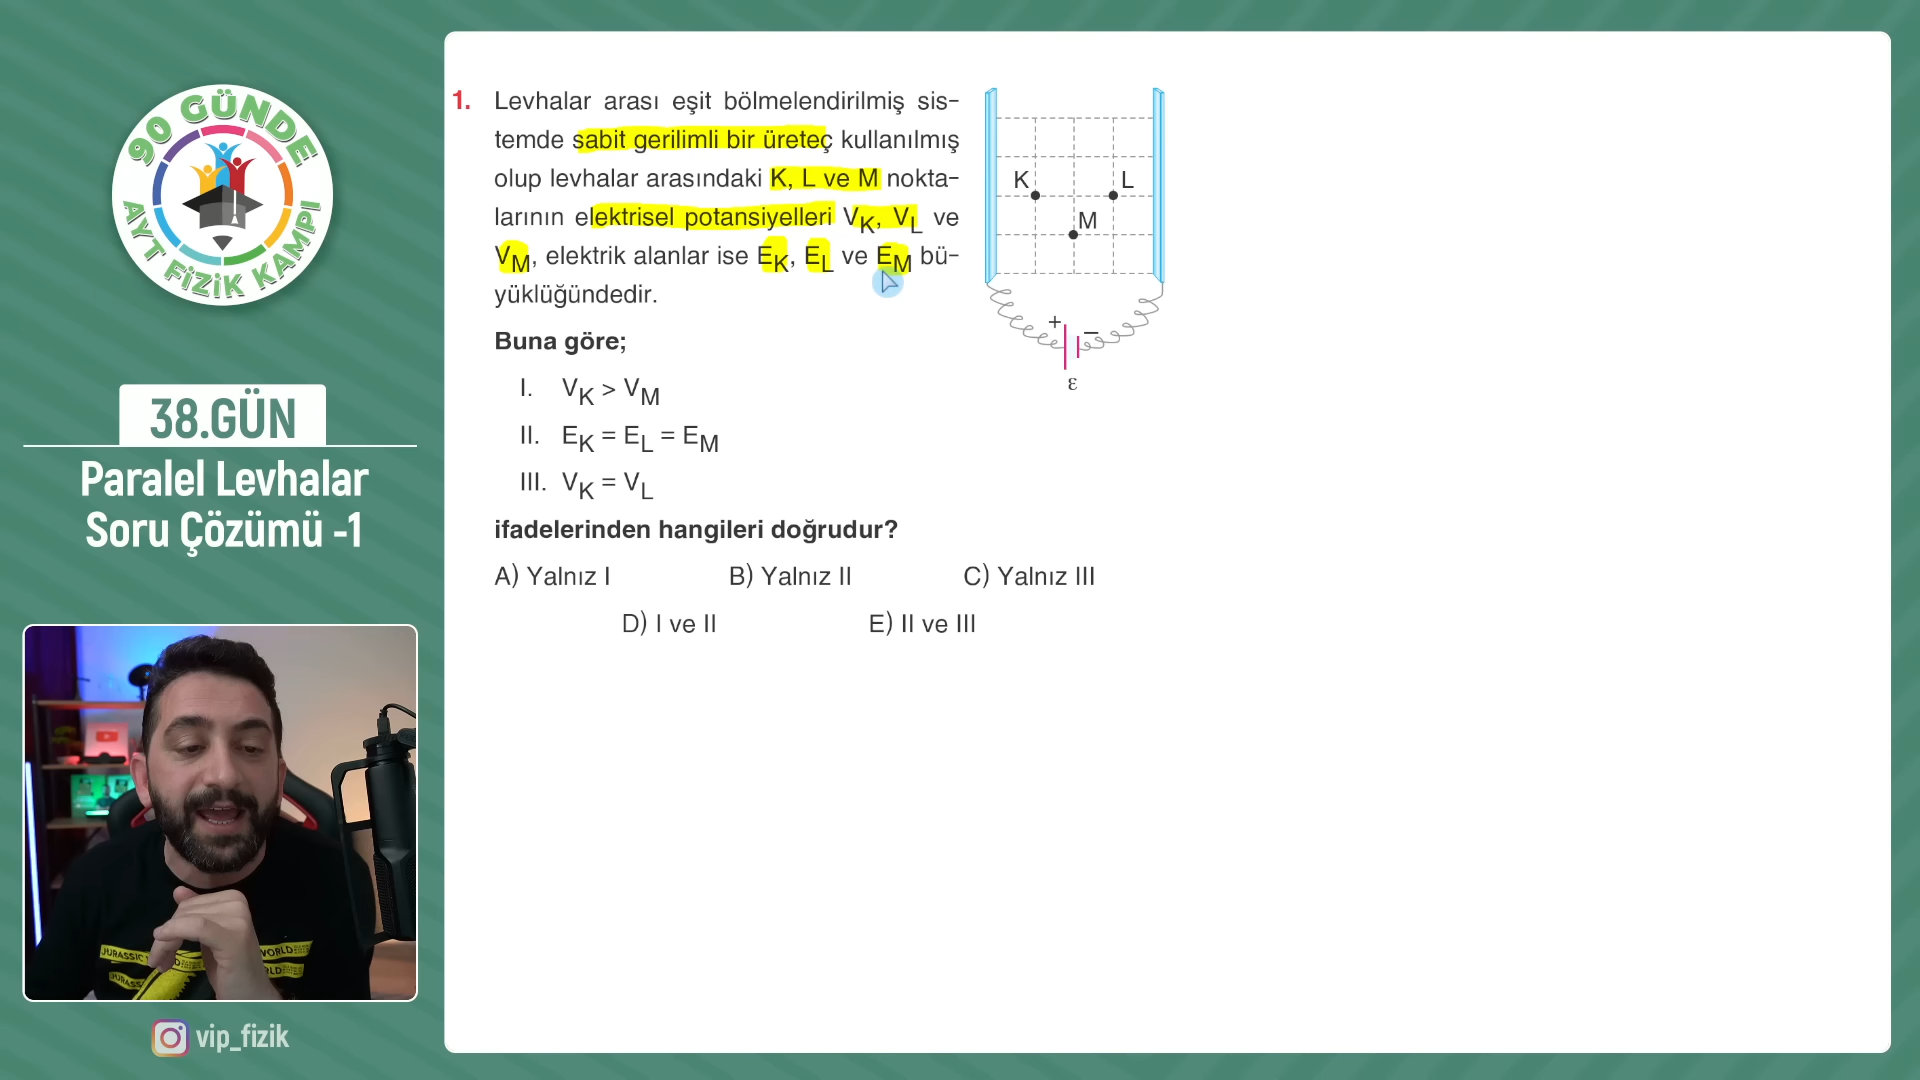 90 GÜNDE
AYT FİZİK KAMPI
38.GÜN
Paralel Levhalar
Soru Çözümü -1
1. Levhalar arası eşit bölmelendirilmiş sis-
temde sabit gerilimli bir üreteç kullanılmış
olup levhalar arasındaki K, L ve M nokta-
larının elektrisel potansiyelleri VK, VL ve
VM, elektrik alanlar ise EK, EL ve EM bü-
yüklüğündedir.
Buna göre;
I. VK > VM
II. EK = EL = EM
III. VK = VL
ifadelerinden hangileri doğrudur?
A) Yalnız I B) Yalnız II C) Yalnız III
D) I ve II E) II ve III
K L
M
+ −
ε
JURASSIC WORLD
JURASS
vip_fizik